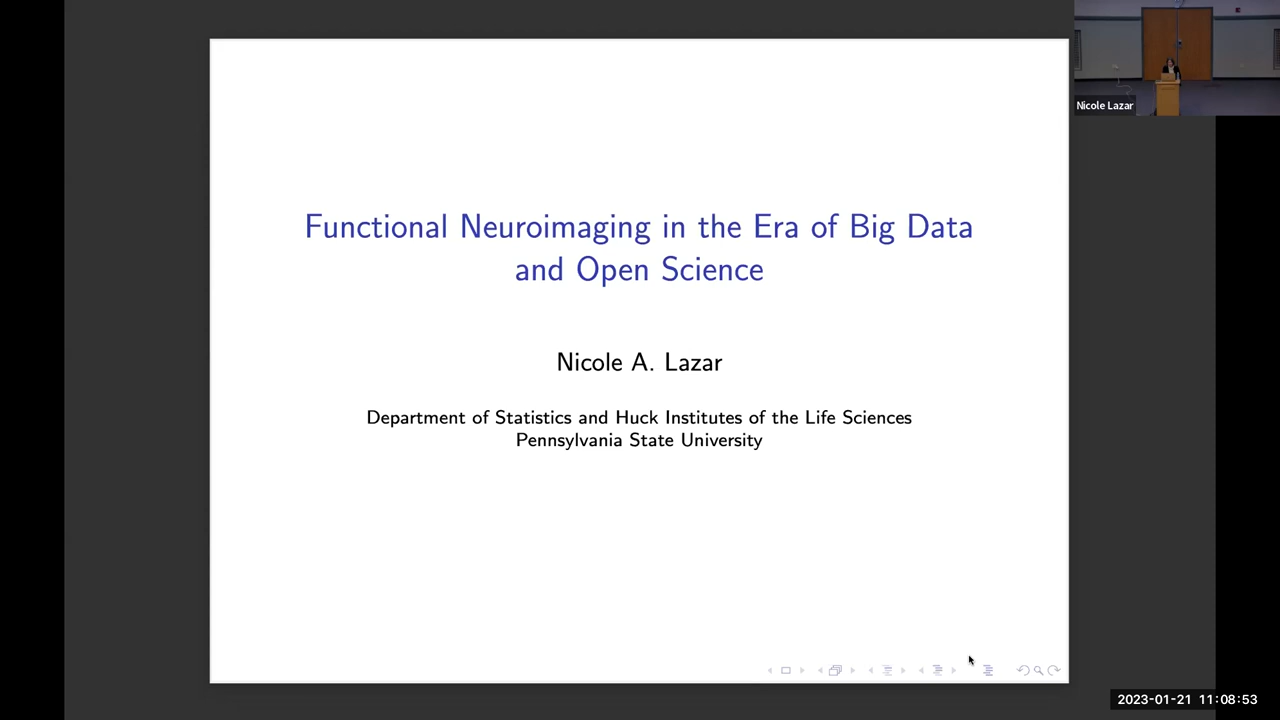 Functional Neuroimaging in the Era of Big Data
and Open Science
Nicole A. Lazar
Department of Statistics and Huck Institutes of the Life Sciences
Pennsylvania State University
Nicole Lazar
2023-01-21 11:08:53